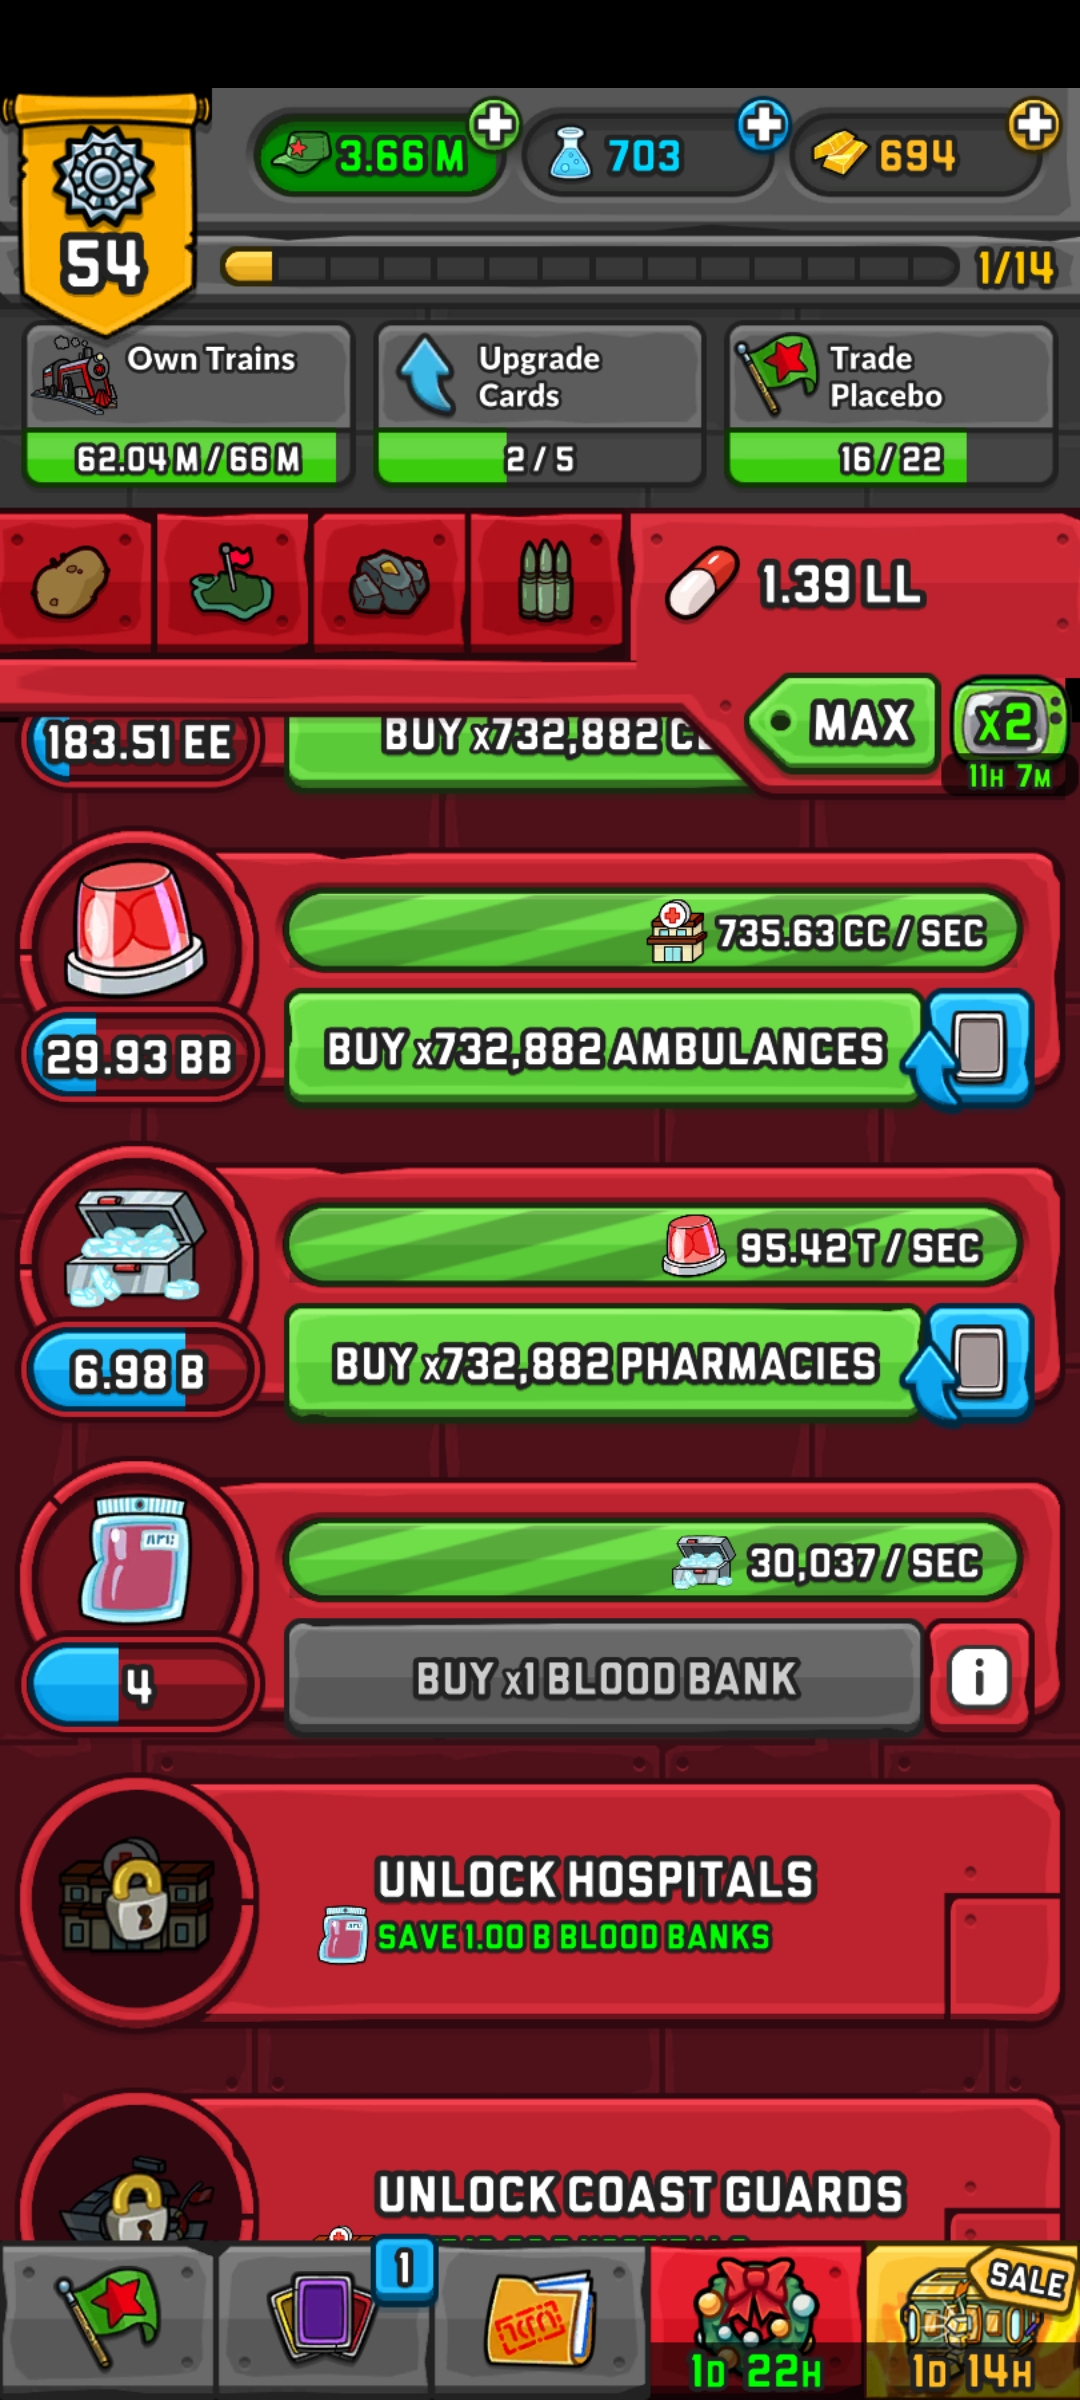 3.66 M
703
694
54
1/14
Own Trains
62.04 M / 66 M
Upgrade
Cards
2 / 5
Trade
Placebo
16 / 22
1.39 LL
MAX
X2
11H 7M
183.51 EE
BUY x732,882
735.63 CC / SEC
29.93 BB
BUY x732,882 AMBULANCES
95.42 T / SEC
6.98 B
BUY x732,882 PHARMACIES
30,037 / SEC
4
BUY x1 BLOOD BANK
i
UNLOCK HOSPITALS
SAVE 1.00 B BLOOD BANKS
UNLOCK COAST GUARDS
1
SALE
1D 22H
1D 14H